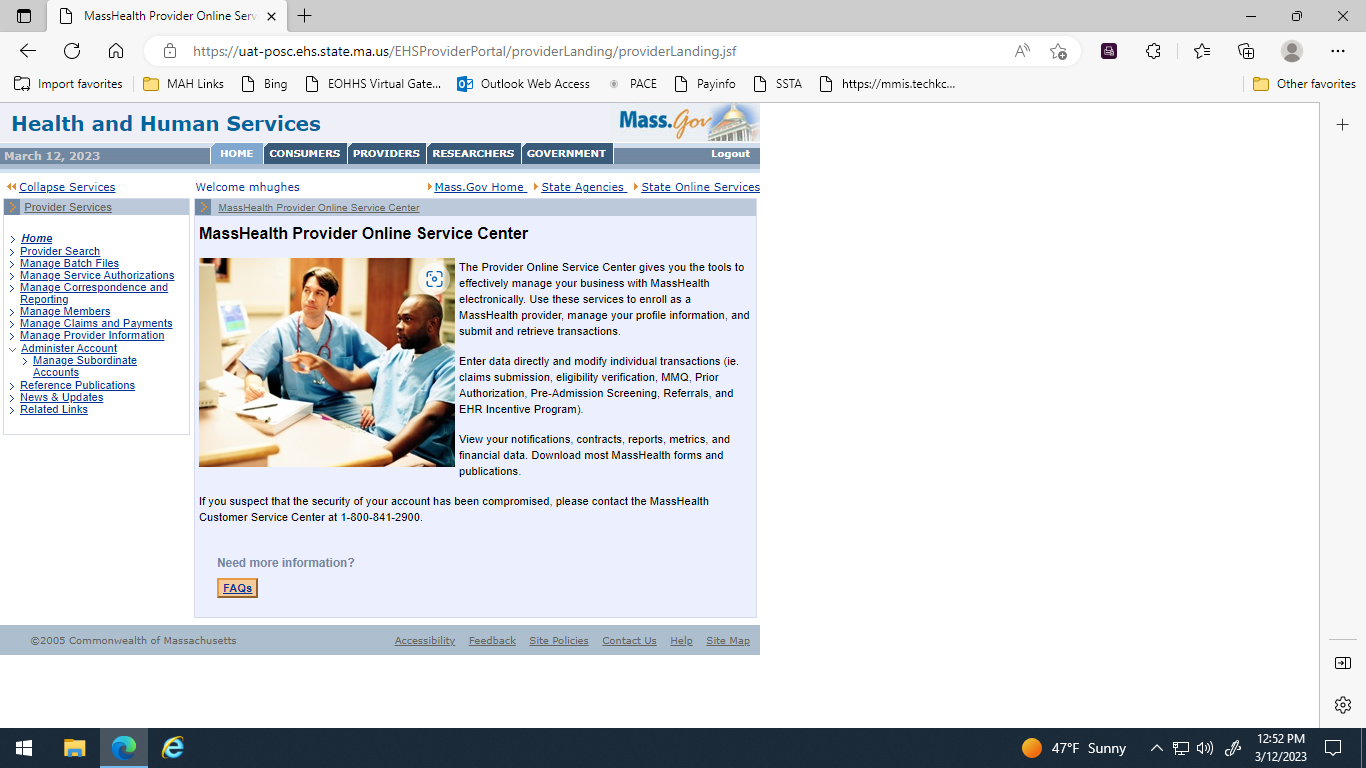 MassHealth Provider Online Serv
https://uat-posc.ehs.state.ma.us/EHSProviderPortal/providerLanding/providerLanding.jsf
Import favorites
MAH Links
Bing
EOHHS Virtual Gate...
Outlook Web Access
PACE
Payinfo
SSTA
https://mmis.techkc...
Other favorites
Health and Human Services
Mass.Gov
March 12, 2023
HOME
CONSUMERS
PROVIDERS
RESEARCHERS
GOVERNMENT
Logout
Collapse Services
Welcome mhughes
Mass.Gov Home
State Agencies
State Online Services
Provider Services
Home
Provider Search
Manage Batch Files
Manage Service Authorizations
Manage Correspondence and
Reporting
Manage Members
Manage Claims and Payments
Manage Provider Information
Administer Account
Manage Subordinate
Accounts
Reference Publications
News & Updates
Related Links
MassHealth Provider Online Service Center
MassHealth Provider Online Service Center
The Provider Online Service Center gives you the tools to
effectively manage your business with MassHealth
electronically. Use these services to enroll as a
MassHealth provider, manage your profile information, and
submit and retrieve transactions.
Enter data directly and modify individual transactions (ie.
claims submission, eligibility verification, MMQ, Prior
Authorization, Pre-Admission Screening, Referrals, and
EHR Incentive Program).
View your notifications, contracts, reports, metrics, and
financial data. Download most MassHealth forms and
publications.
If you suspect that the security of your account has been compromised, please contact the MassHealth
Customer Service Center at 1-800-841-2900.
Need more information?
FAQs
©2005 Commonwealth of Massachusetts
Accessibility
Feedback
Site Policies
Contact Us
Help
Site Map
47°F Sunny
12:52 PM
3/12/2023